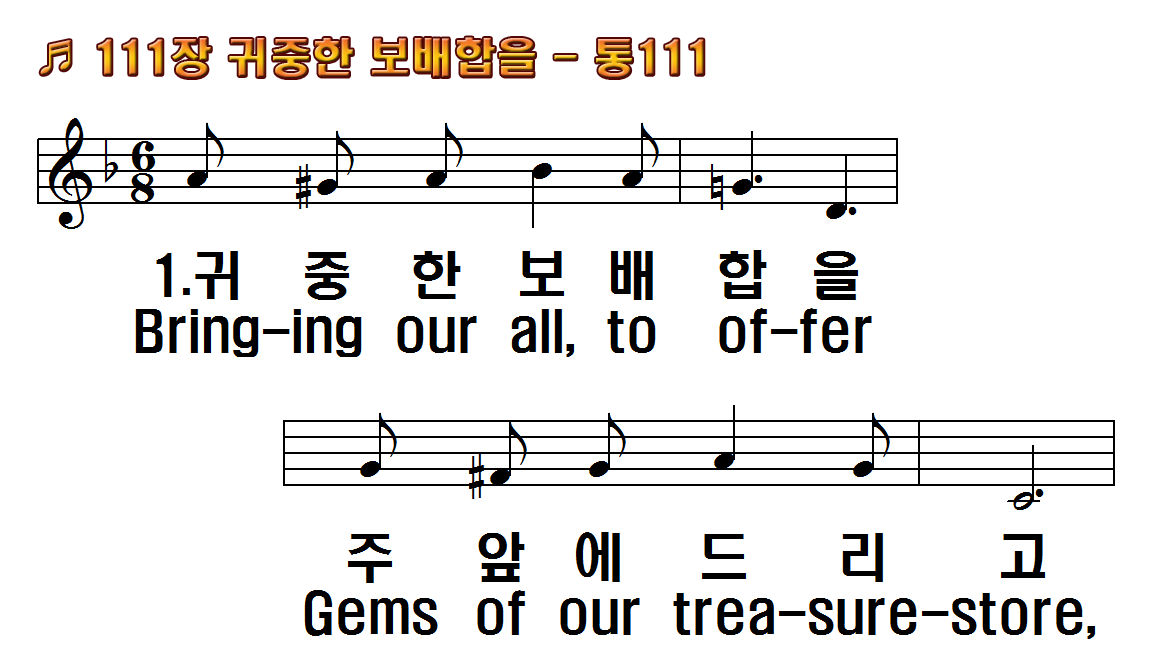 ♬ 111장 귀중한 보배합을 - 통111
6
8
1.귀 중 한 보 배 합 을
Bring-ing our all, to of-fer
주 앞 에 드 리 고
Gems of our trea-sure-store,